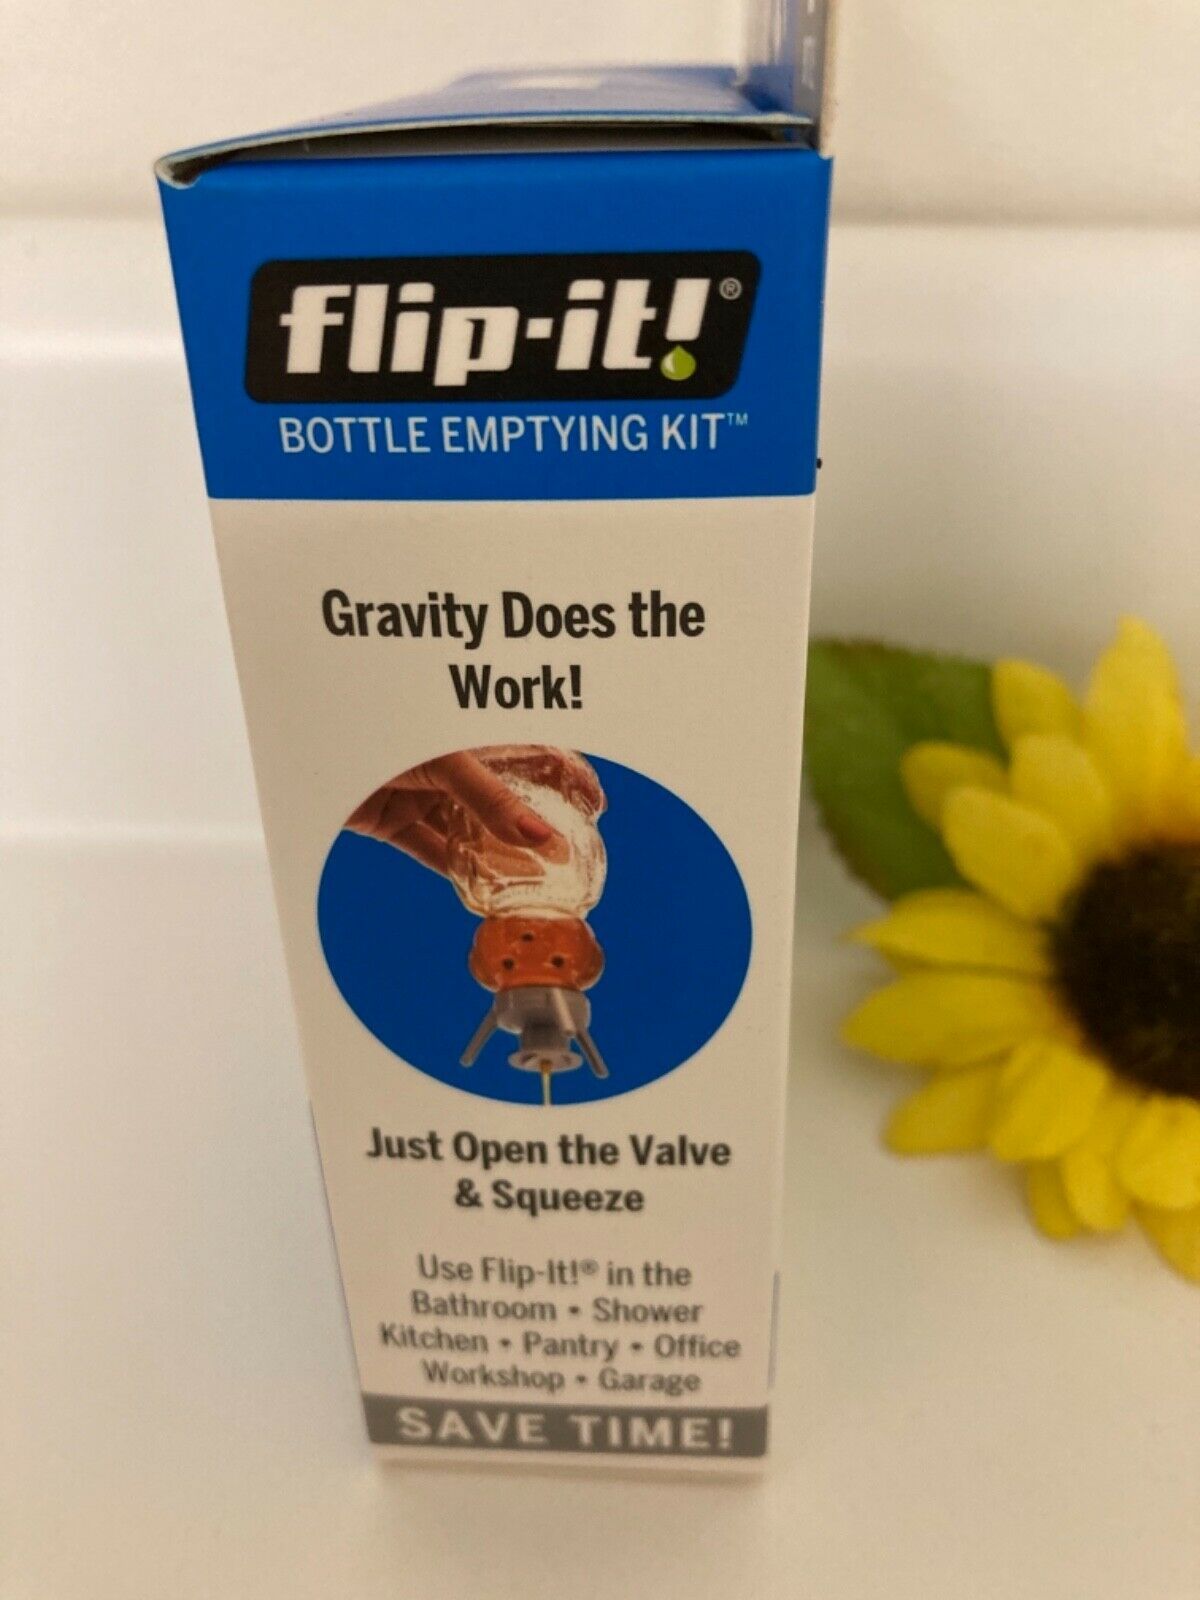 flip-it!®
BOTTLE EMPTYING KIT™
Gravity Does the
Work!
Just Open the Valve
& Squeeze
Use Flip-It!® in the
Bathroom • Shower
Kitchen • Pantry • Office
Workshop • Garage
SAVE TIME!